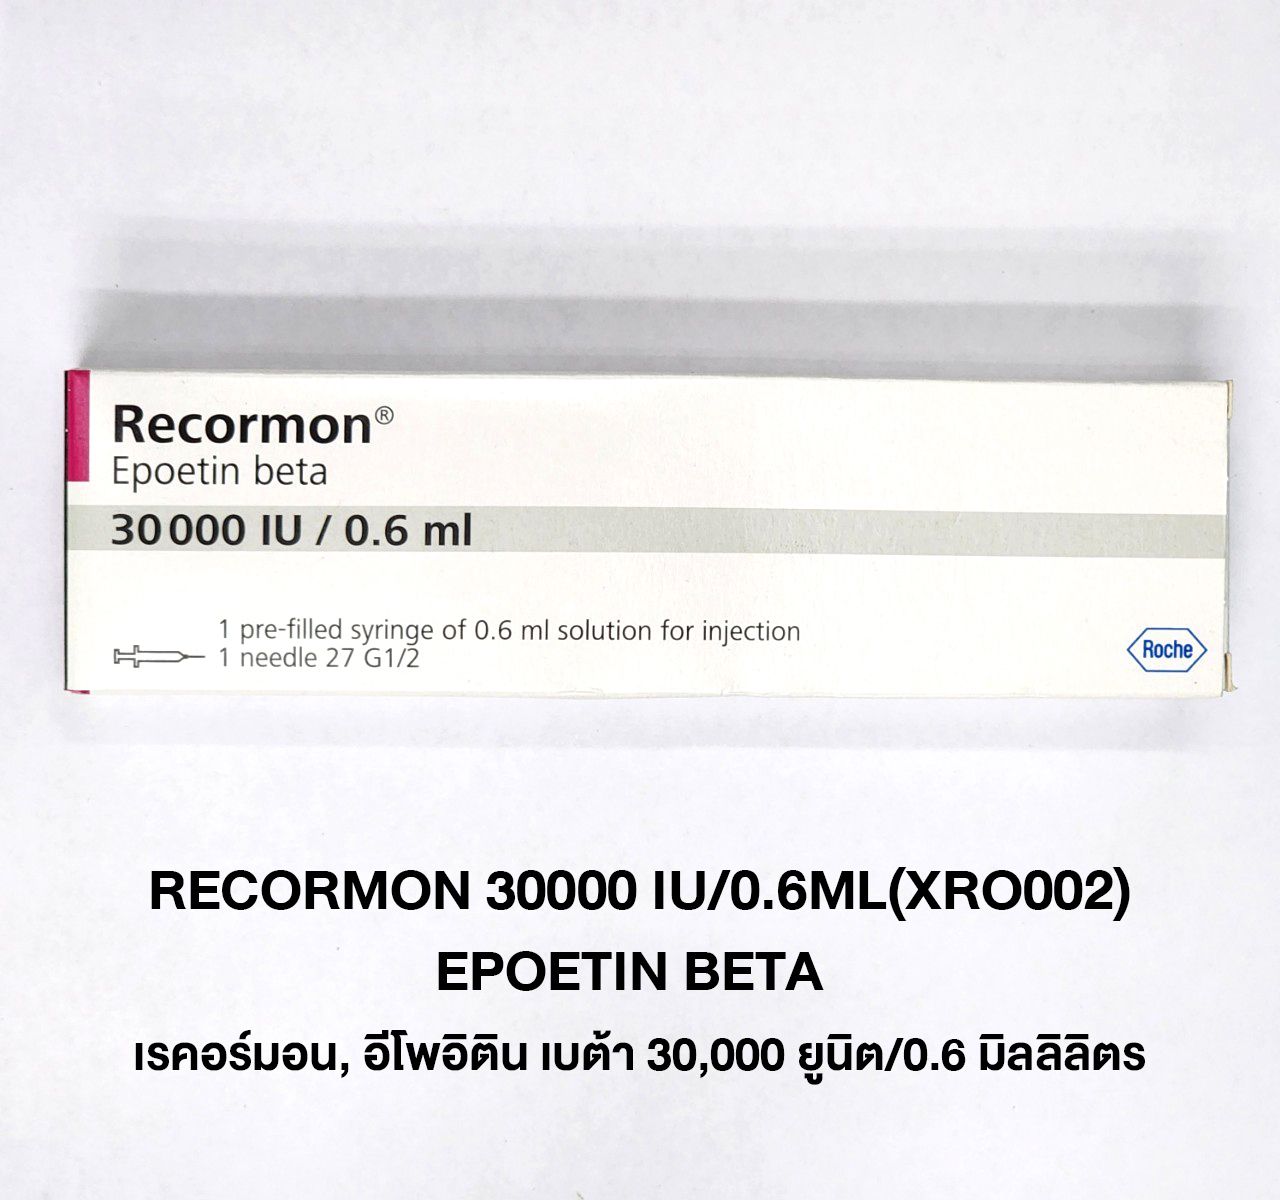 Recormon®
Epoetin beta
30 000 IU / 0.6 ml
1 pre-filled syringe of 0.6 ml solution for injection
1 needle 27 G1/2
Roche
RECORMON 30000 IU/0.6ML(XRO002)
EPOETIN BETA
เรคอร์มอน, อีโพอิติน เบต้า 30,000 ยูนิต/0.6 มิลลิลิตร